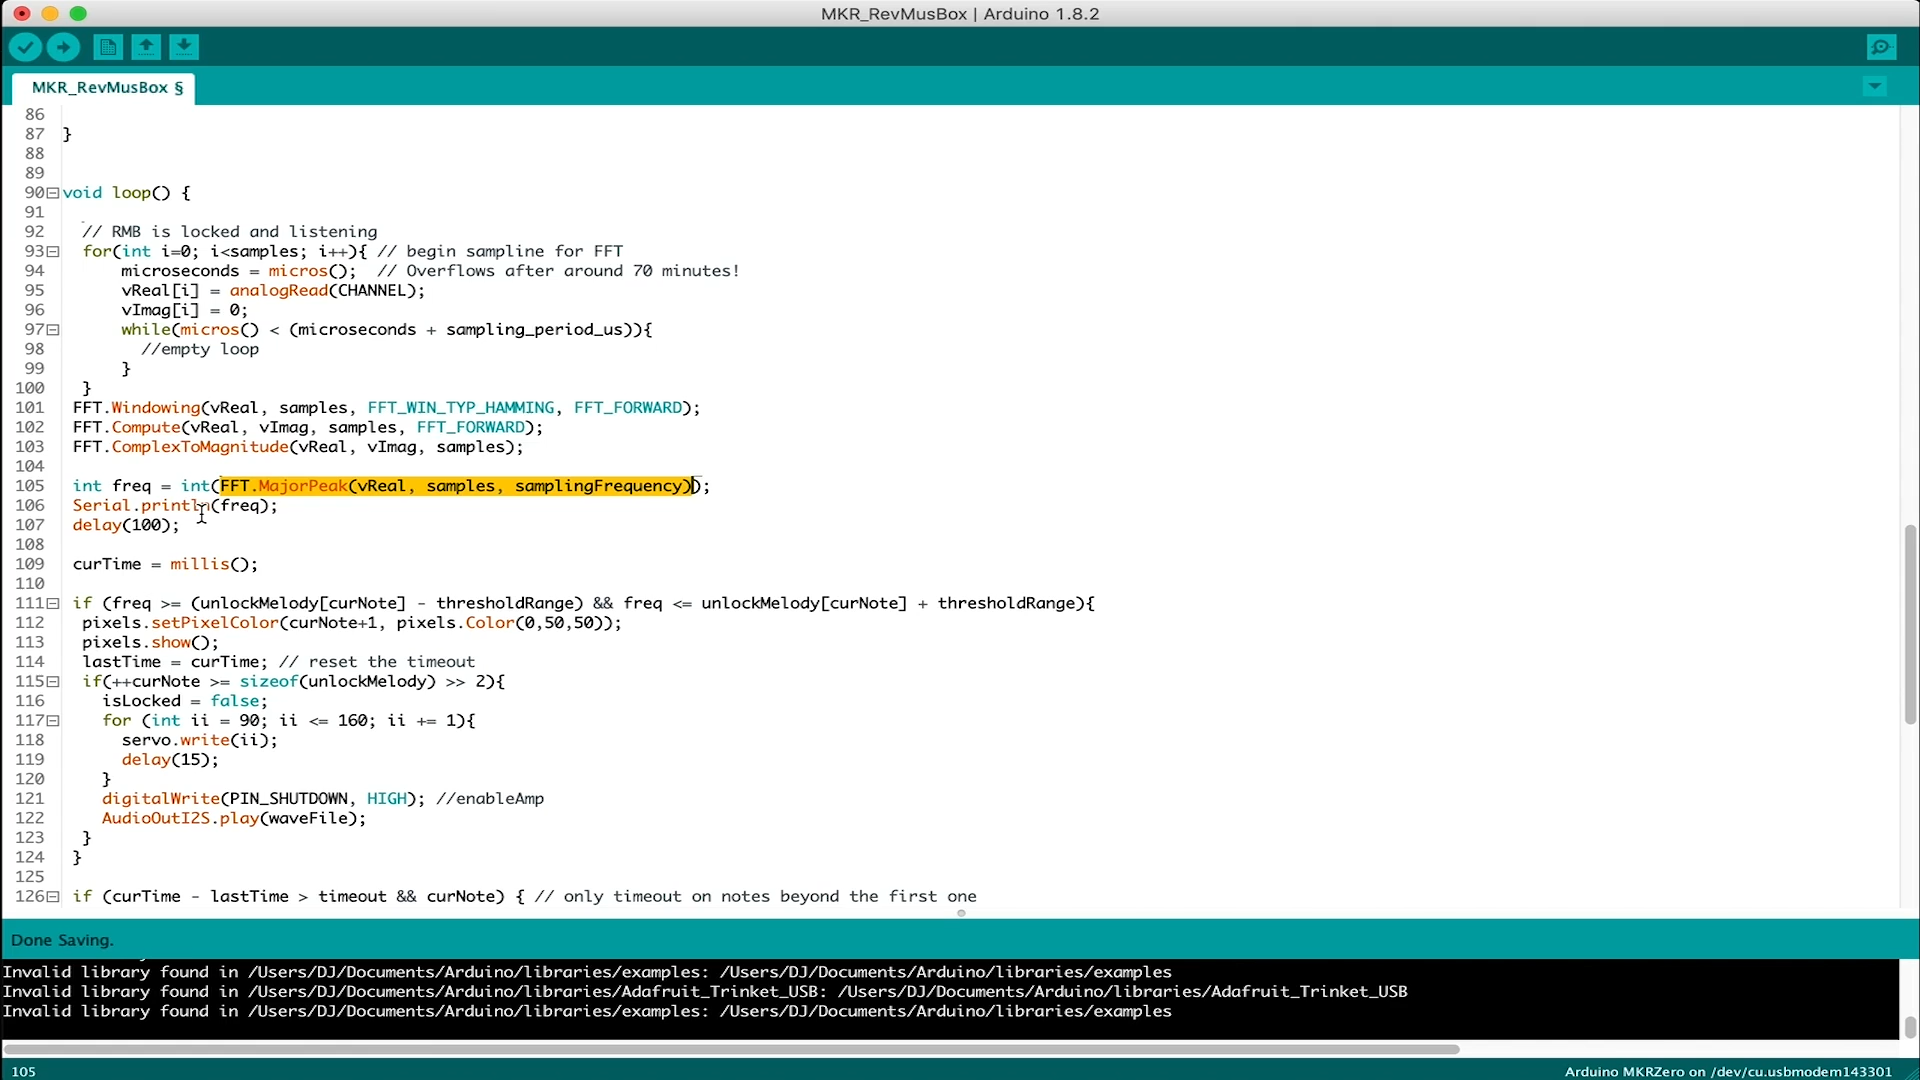 MKR_RevMusBox | Arduino 1.8.2
MKR_RevMusBox §
86
87 }
88
89
90 void loop() {
91
92 // RMB is locked and listening
93 for(int i=0; i<samples; i++){ // begin sampline for FFT
94 microseconds = micros(); // Overflows after around 70 minutes!
95 vReal[i] = analogRead(CHANNEL);
96 vImag[i] = 0;
97 while(micros() < (microseconds + sampling_period_us)){
98 //empty loop
99 }
100 }
101 FFT.Windowing(vReal, samples, FFT_WIN_TYP_HAMMING, FFT_FORWARD);
102 FFT.Compute(vReal, vImag, samples, FFT_FORWARD);
103 FFT.ComplexToMagnitude(vReal, vImag, samples);
104
105 int freq = int(FFT.MajorPeak(vReal, samples, samplingFrequency));
106 Serial.println(freq);
107 delay(100);
108
109 curTime = millis();
110
111 if (freq >= (unlockMelody[curNote] - thresholdRange) && freq <= unlockMelody[curNote] + thresholdRange){
112 pixels.setPixelColor(curNote+1, pixels.Color(0,50,50));
113 pixels.show();
114 lastTime = curTime; // reset the timeout
115 if(++curNote >= sizeof(unlockMelody) >> 2){
116 isLocked = false;
117 for (int ii = 90; ii <= 160; ii += 1){
118 servo.write(ii);
119 delay(15);
120 }
121 digitalWrite(PIN_SHUTDOWN, HIGH); //enableAmp
122 AudioOutI2S.play(waveFile);
123 }
124 }
125
126 if (curTime - lastTime > timeout && curNote) { // only timeout on notes beyond the first one
Done Saving.
Invalid library found in /Users/DJ/Documents/Arduino/libraries/examples: /Users/DJ/Documents/Arduino/libraries/examples
Invalid library found in /Users/DJ/Documents/Arduino/libraries/Adafruit_Trinket_USB: /Users/DJ/Documents/Arduino/libraries/Adafruit_Trinket_USB
Invalid library found in /Users/DJ/Documents/Arduino/libraries/examples: /Users/DJ/Documents/Arduino/libraries/examples
105 Arduino MKRZero on /dev/cu.usbmodem143301